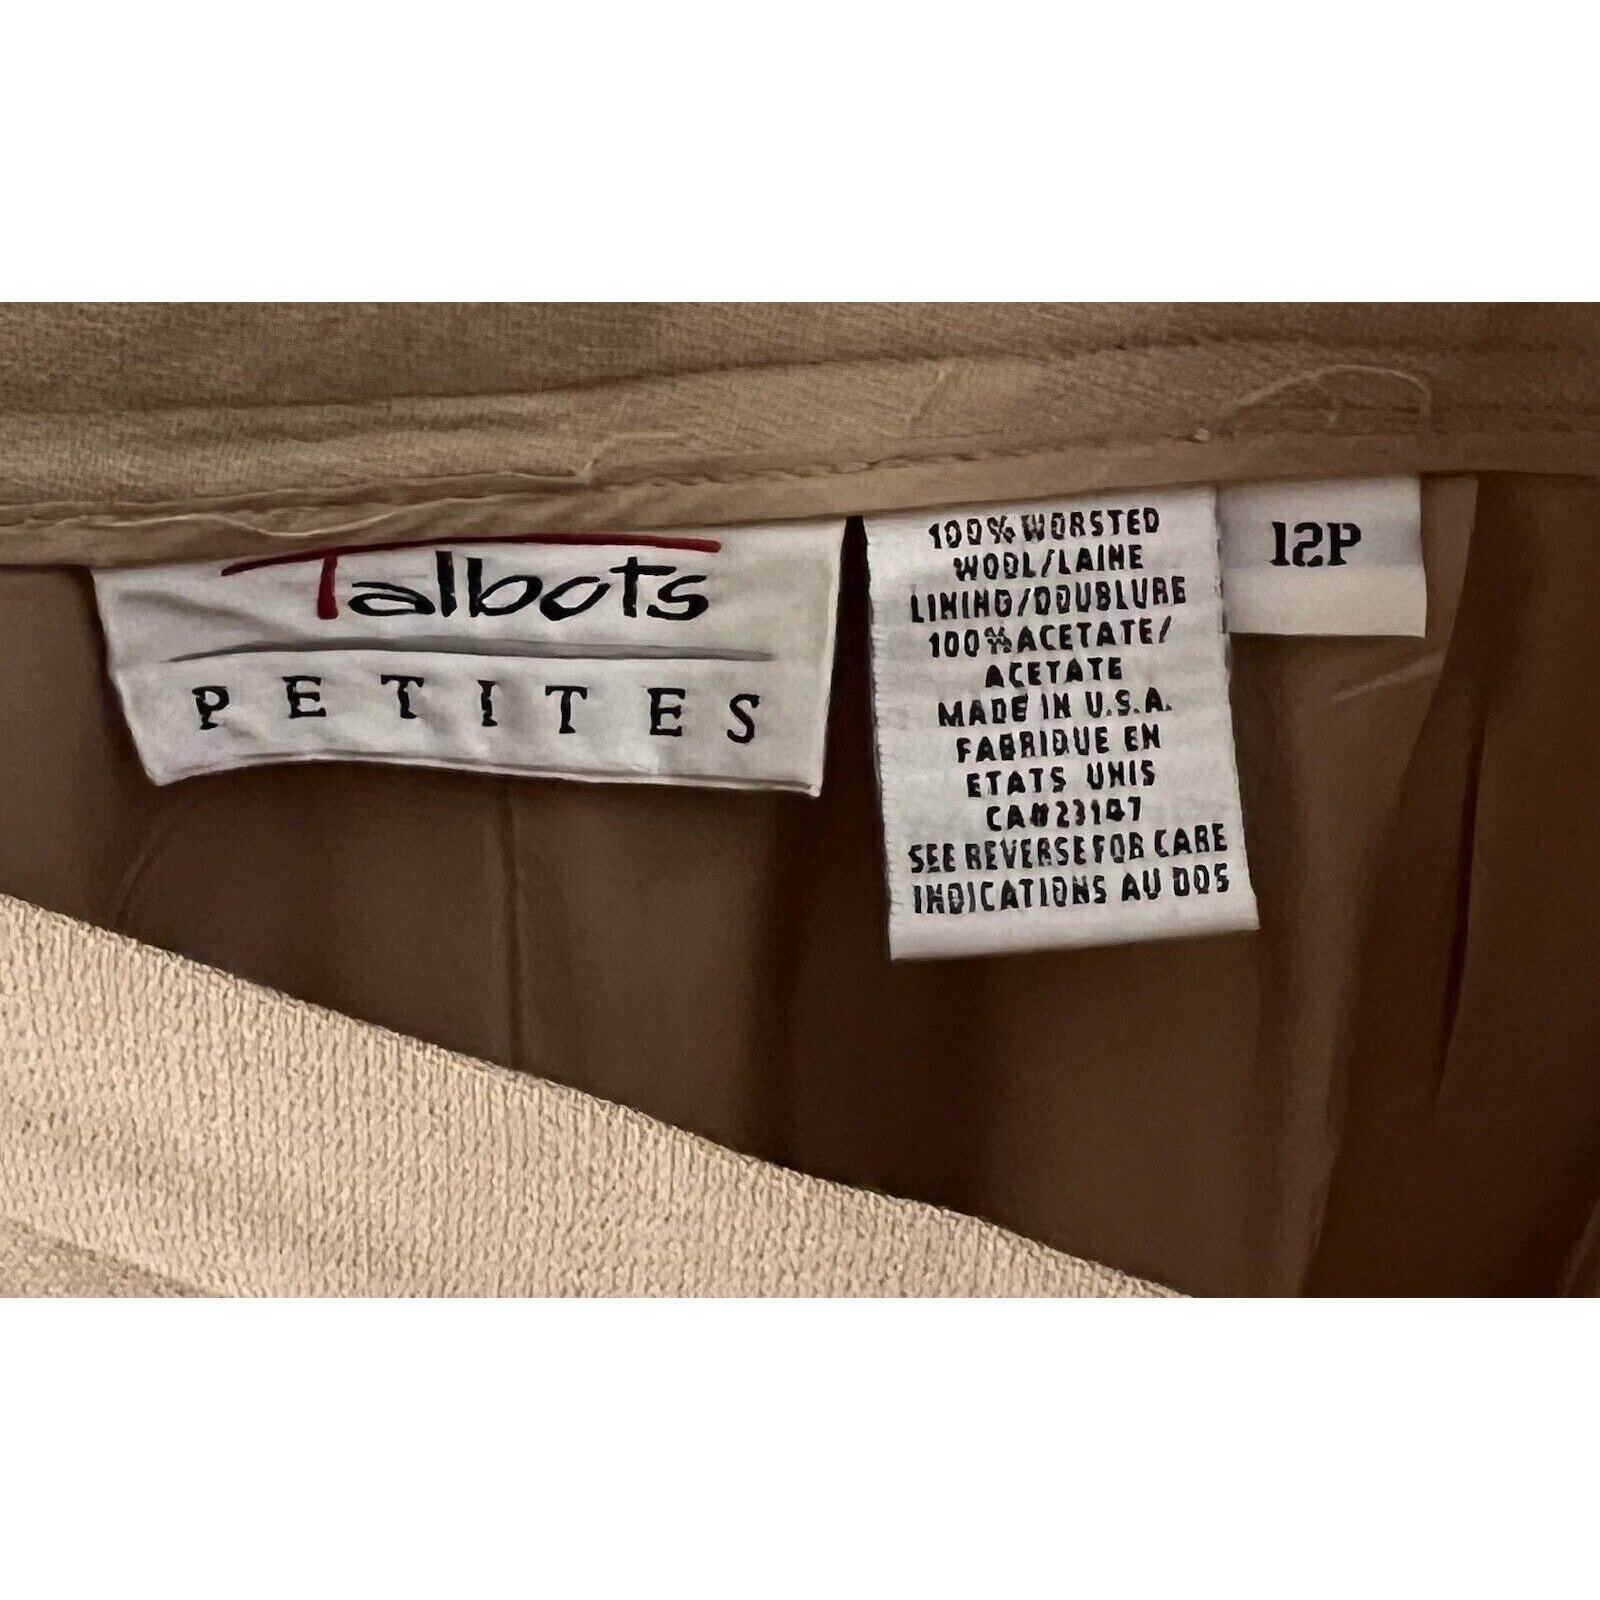 Talbots
PETITES
100% WORSTED
WOOL/LAINE
LINING/DOUBLURE
100% ACETATE/
ACETATE
MADE IN U.S.A.
FABRIQUE EN
ETATS UNIS
CA#23107
SEE REVERSE FOR CARE
INDICATIONS AU DOS
12P